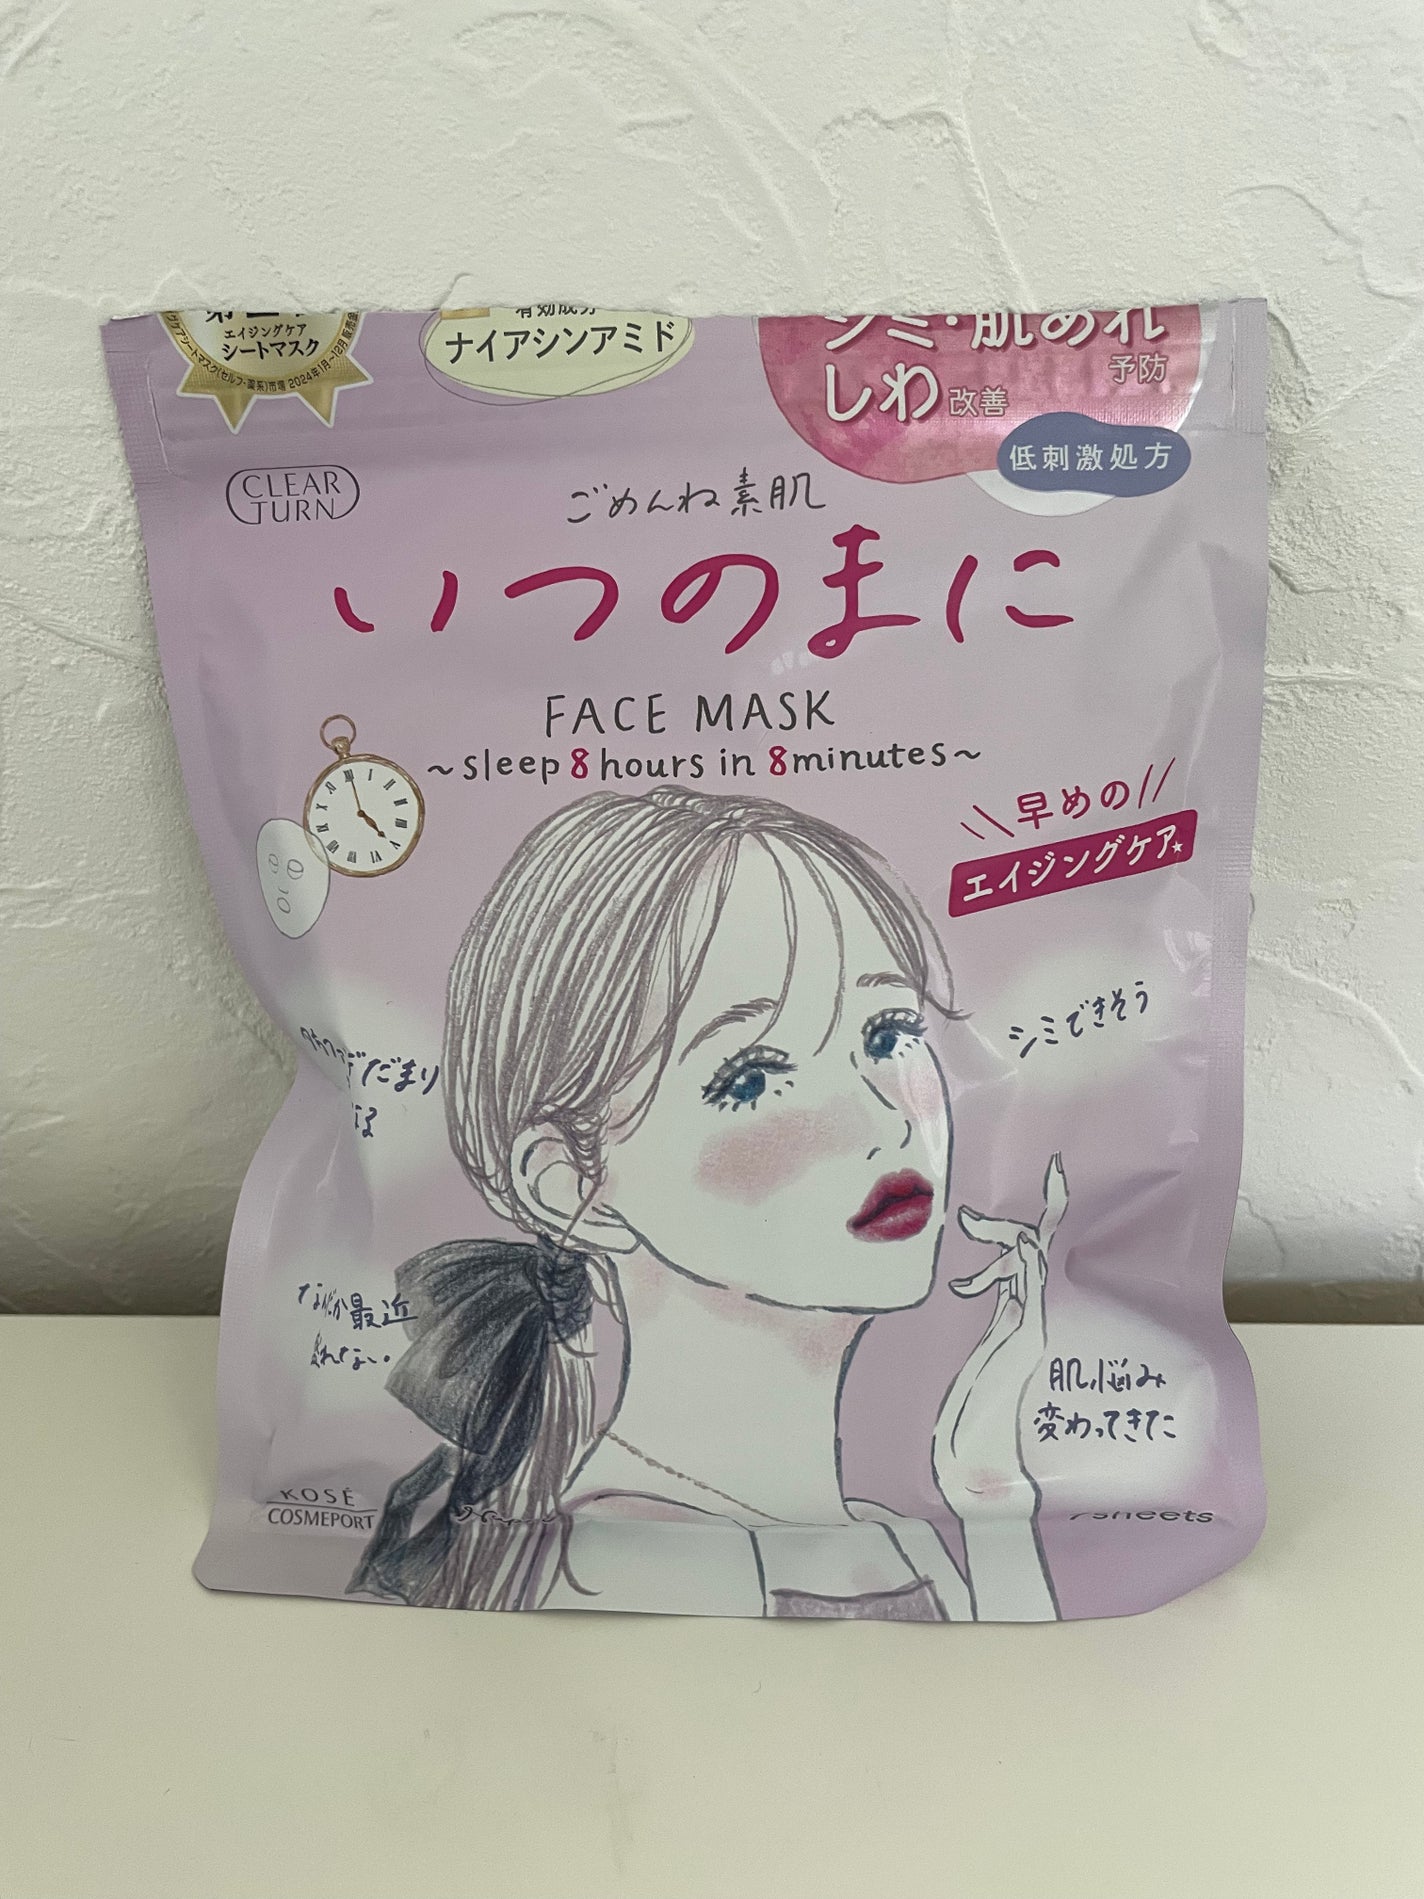 エイジングケア
シートマスク
ナイアシンアミド
シミ・肌あれ
予防
しわ改善
低刺激処方
CLEAR
TURN
ごめんね素肌
いつのまに
FACE MASK
~sleep 8 hours in 8 minutes~
早めの
エイジングケア
シミできそう
だまり
なんか最近
肌悩み
変わってきた
KOSÉ
COSMEPORT
sheets